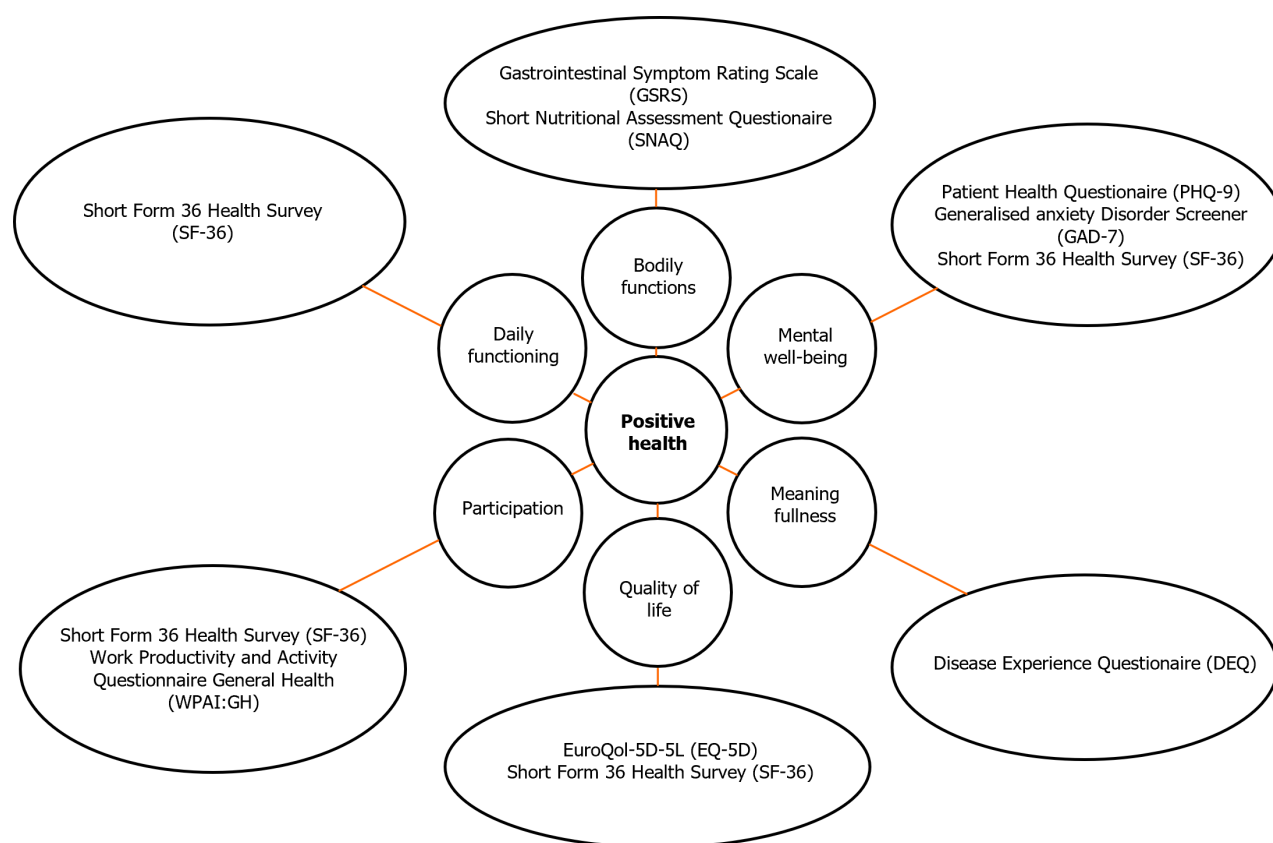 Gastrointestinal Symptom Rating Scale
(GSRS)
Short Nutritional Assessment Questionaire
(SNAQ)
Short Form 36 Health Survey
(SF-36)
Patient Health Questionaire (PHQ-9)
Generalised anxiety Disorder Screener
(GAD-7)
Short Form 36 Health Survey (SF-36)
Bodily
functions
Daily
functioning
Mental
well-being
Positive
health
Participation
Meaning
fullness
Quality of
life
Short Form 36 Health Survey (SF-36)
Work Productivity and Activity
Questionnaire General Health
(WPAI:GH)
Disease Experience Questionaire (DEQ)
EuroQol-5D-5L (EQ-5D)
Short Form 36 Health Survey (SF-36)